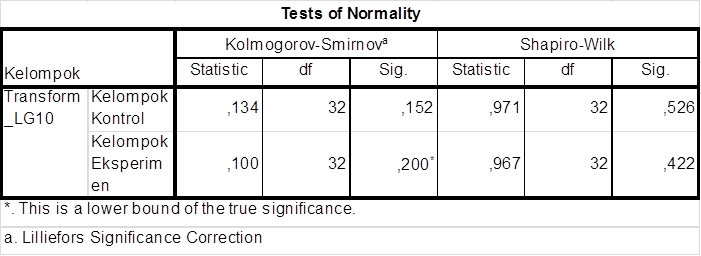 Tests of Normality
Kelompok Kolmogorov-Smirnovᵃ Shapiro-Wilk
Statistic df Sig. Statistic df Sig.
Transform_LG10 Kelompok Kontrol ,134 32 ,152 ,971 32 ,526
Kelompok Eksperimen ,100 32 ,200* ,967 32 ,422
*. This is a lower bound of the true significance.
a. Lilliefors Significance Correction